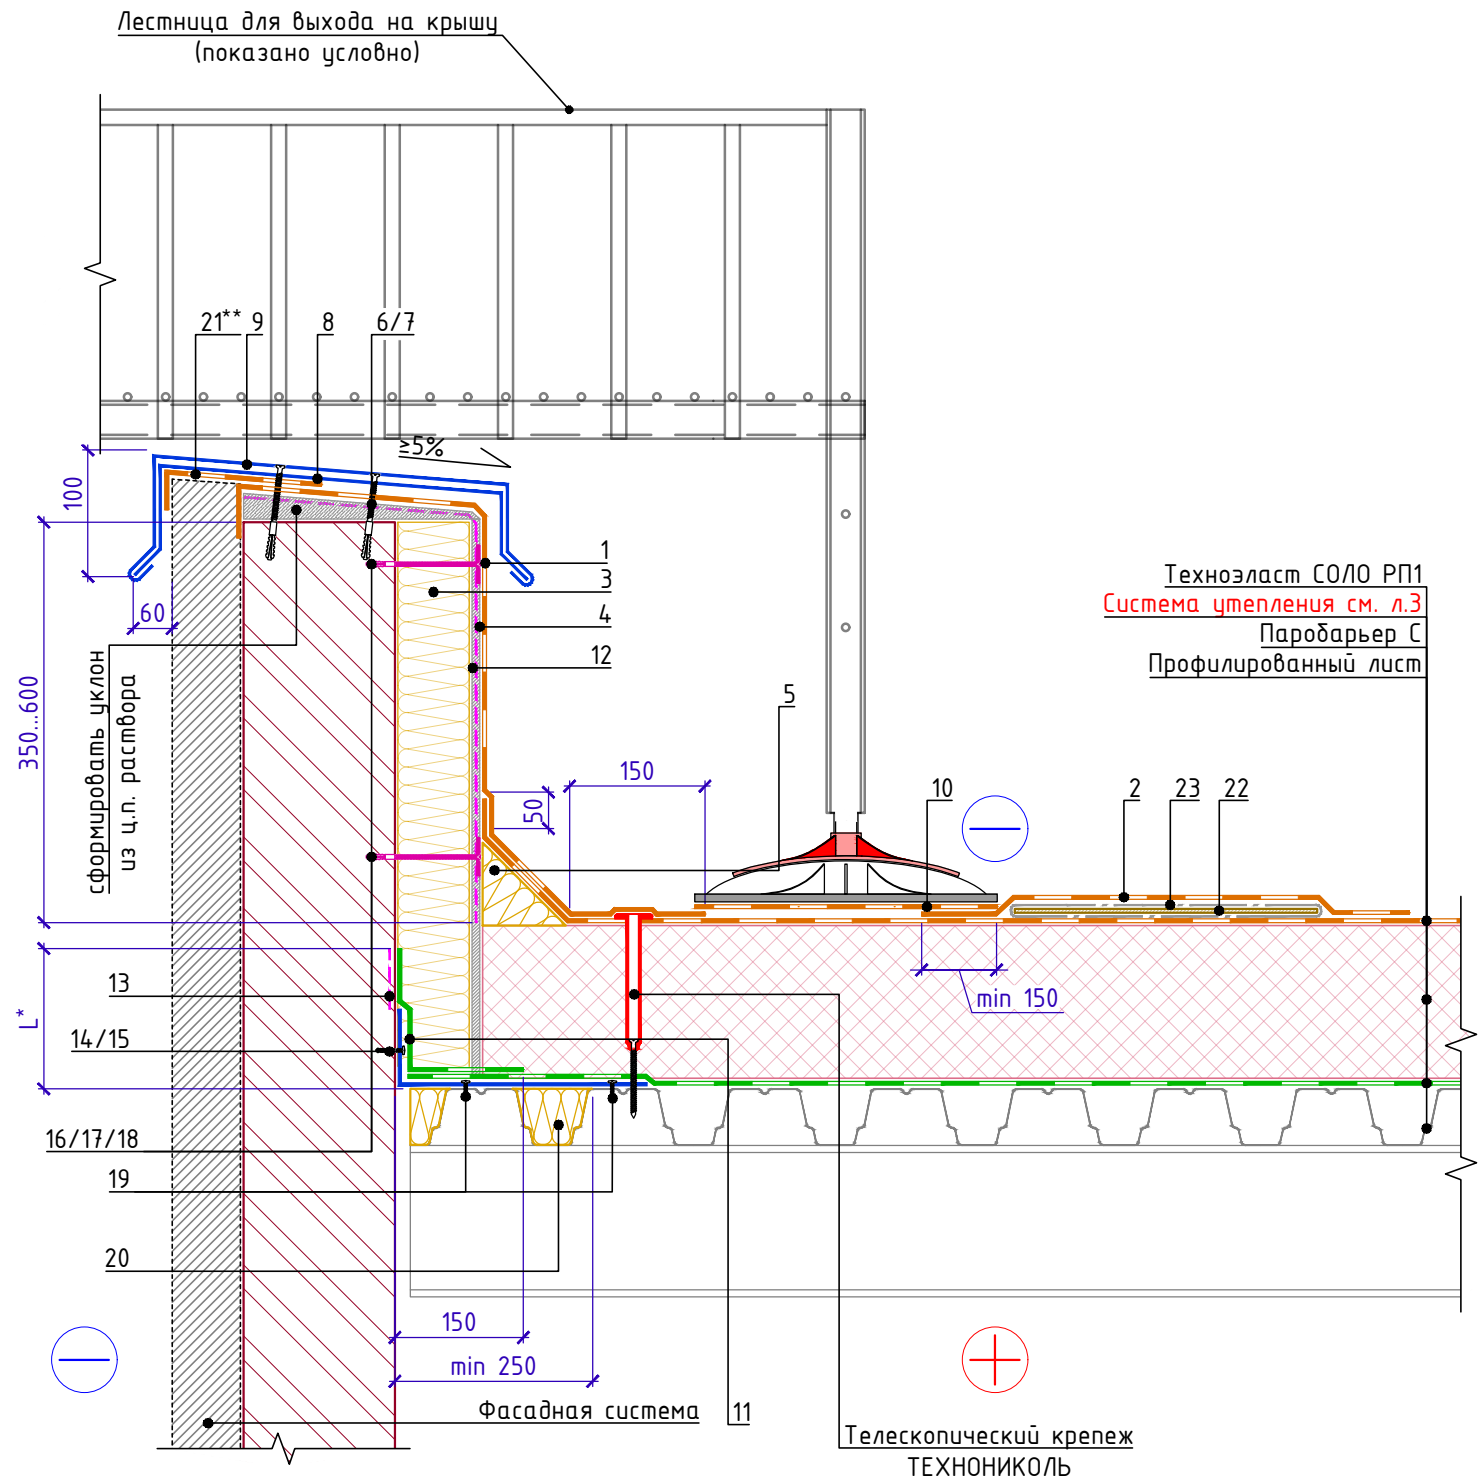 Лестница для выхода на крышу
(показано условно)
21** 9 8 6/7
≥5%
100
60
1
3
4
12
5
350...600
сформировать уклон
из ц.п. раствора
Техноэласт СОЛО РП1
Система утепления см. л.3
Паробарьер С
Профилированный лист
150
50
10
2 23 22
min 150
13
L*
14/15
16/17/18
19
20
150
min 250
Фасадная система
11
Телескопический крепеж
ТЕХНОНИКОЛЬ